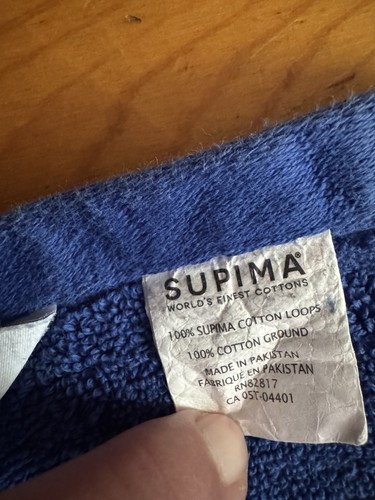 SUPIMA®
WORLD'S FINEST COTTONS
100% SUPIMA COTTON LOOPS
100% COTTON GROUND
MADE IN PAKISTAN
FABRIQUÉ EN PAKISTAN
RN82817
CA 05T-04401